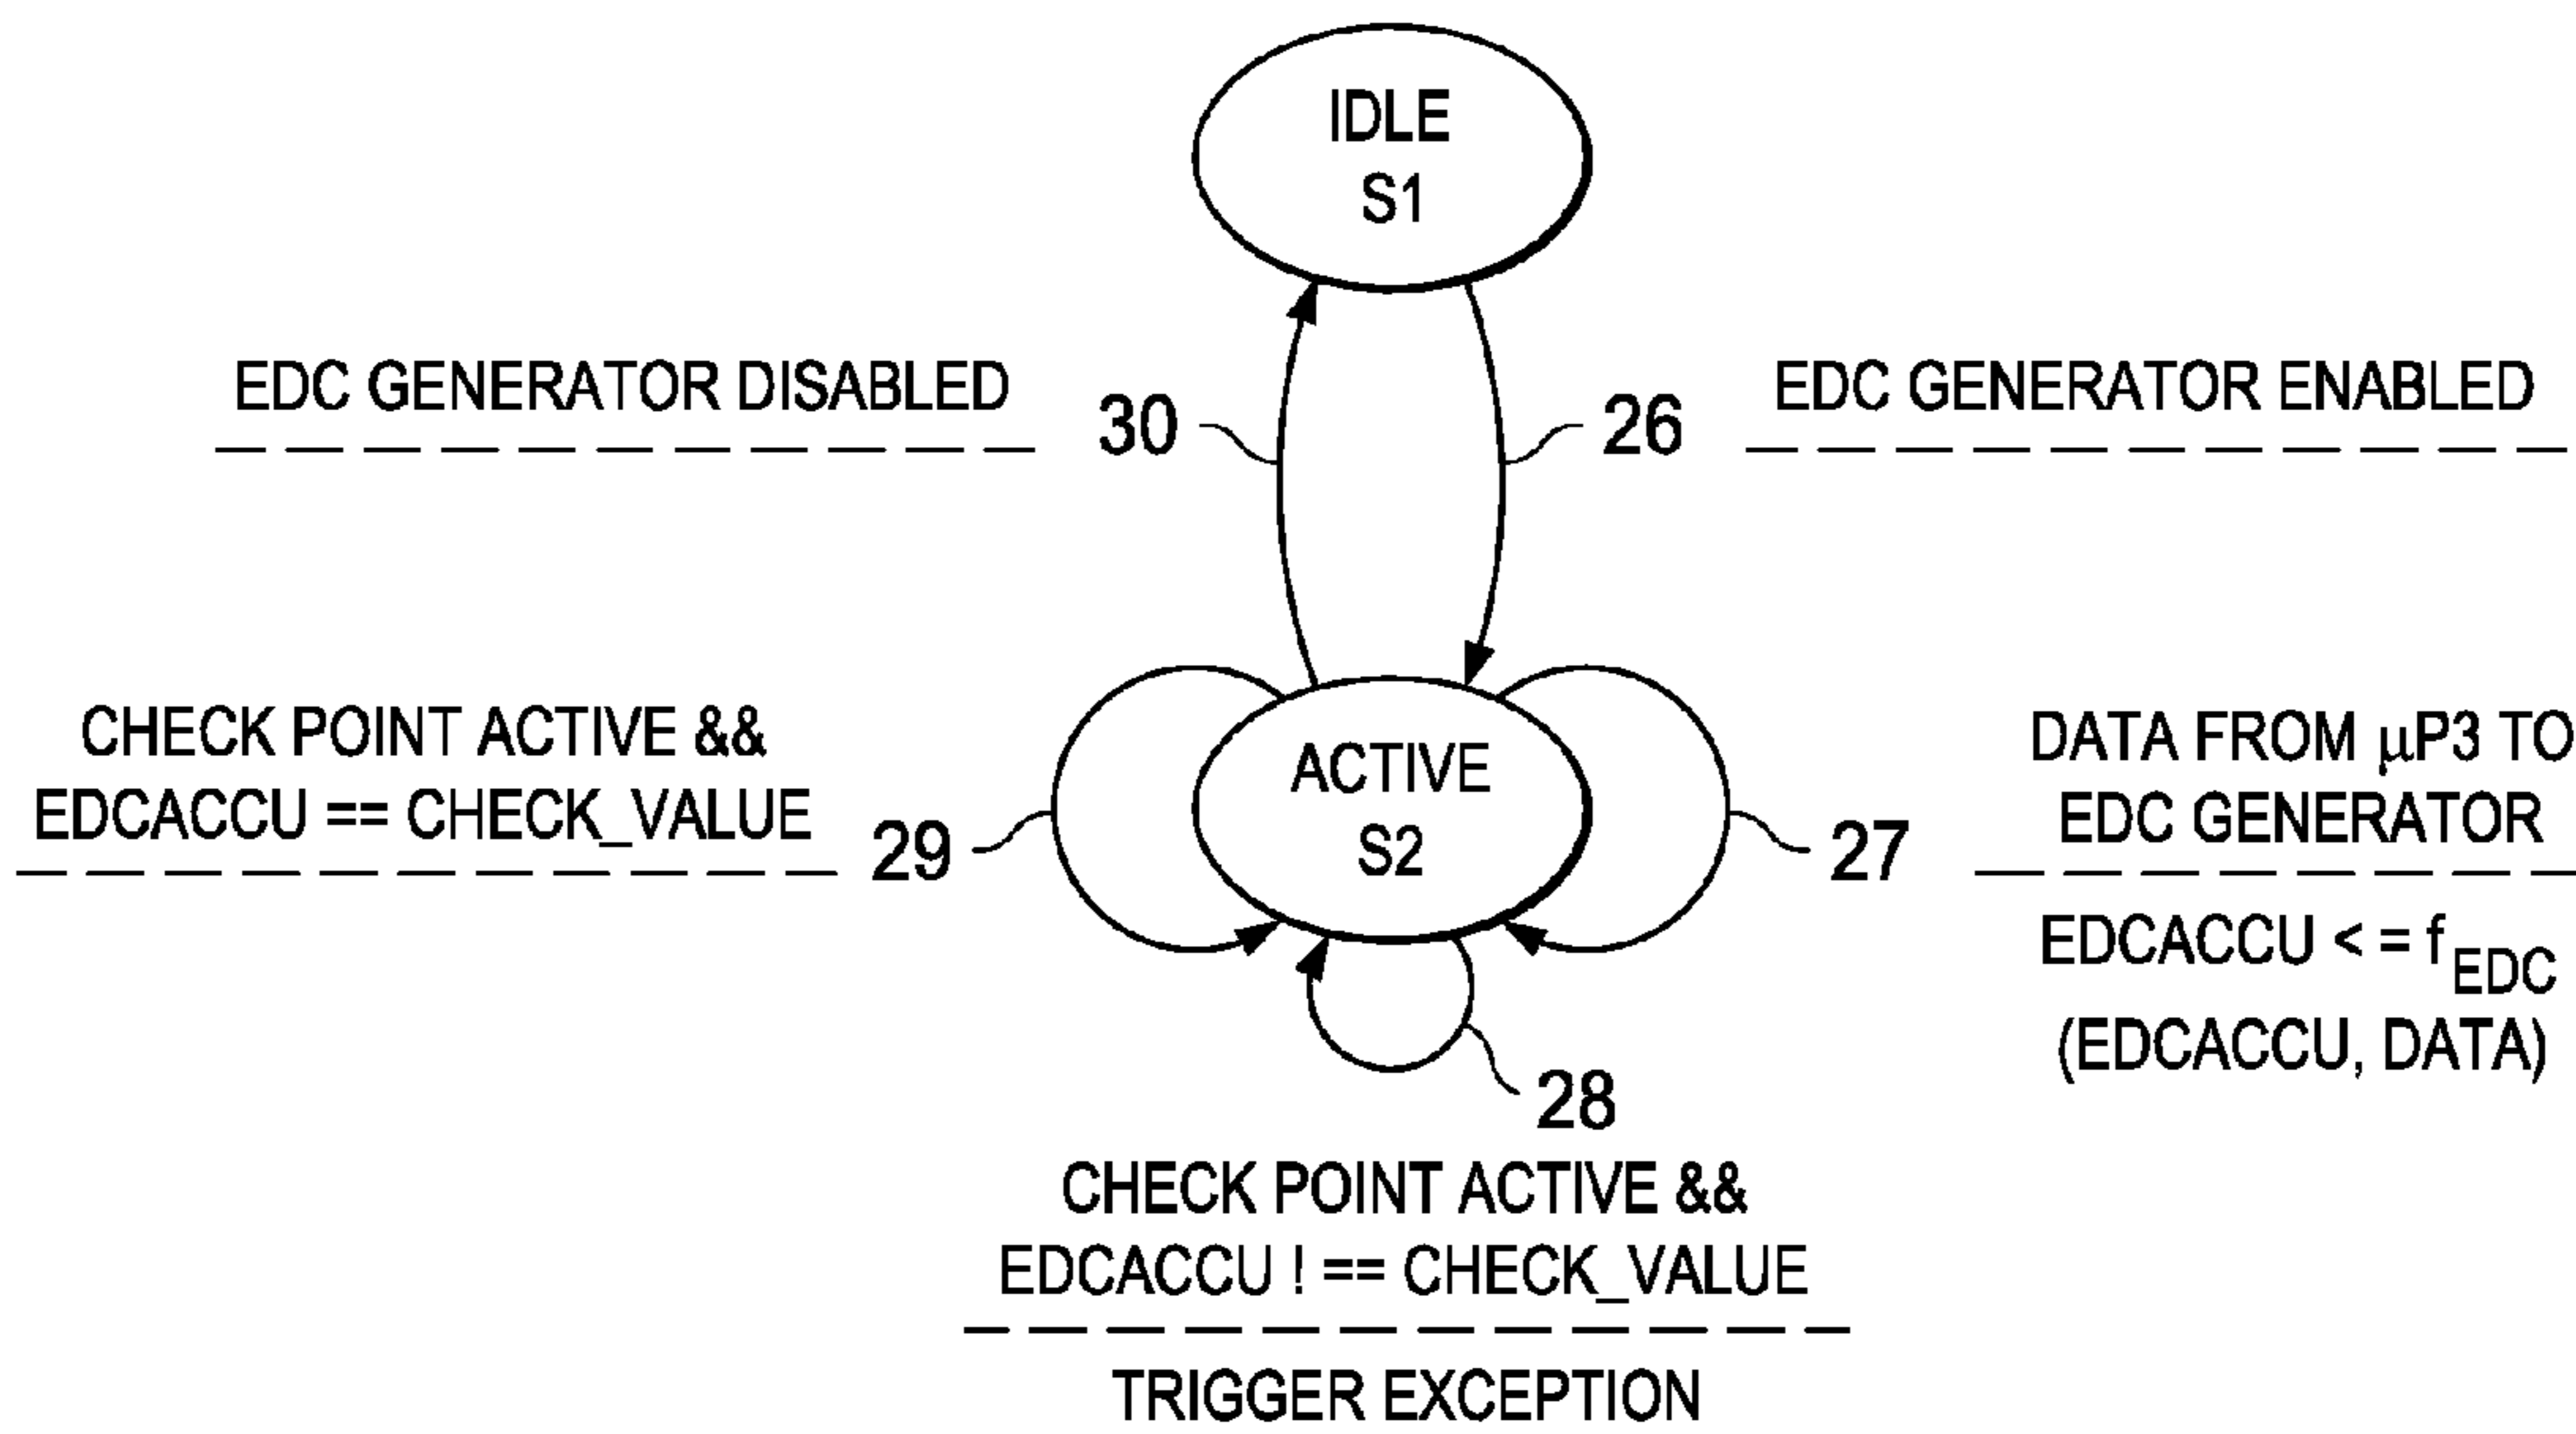 IDLE
S1
EDC GENERATOR DISABLED
30
26
EDC GENERATOR ENABLED
CHECK POINT ACTIVE &&
EDCACCU == CHECK_VALUE
29
ACTIVE
S2
27
DATA FROM μP3 TO
EDC GENERATOR
EDCACCU < = fEDC
(EDCACCU, DATA)
28
CHECK POINT ACTIVE &&
EDCACCU ! == CHECK_VALUE
TRIGGER EXCEPTION